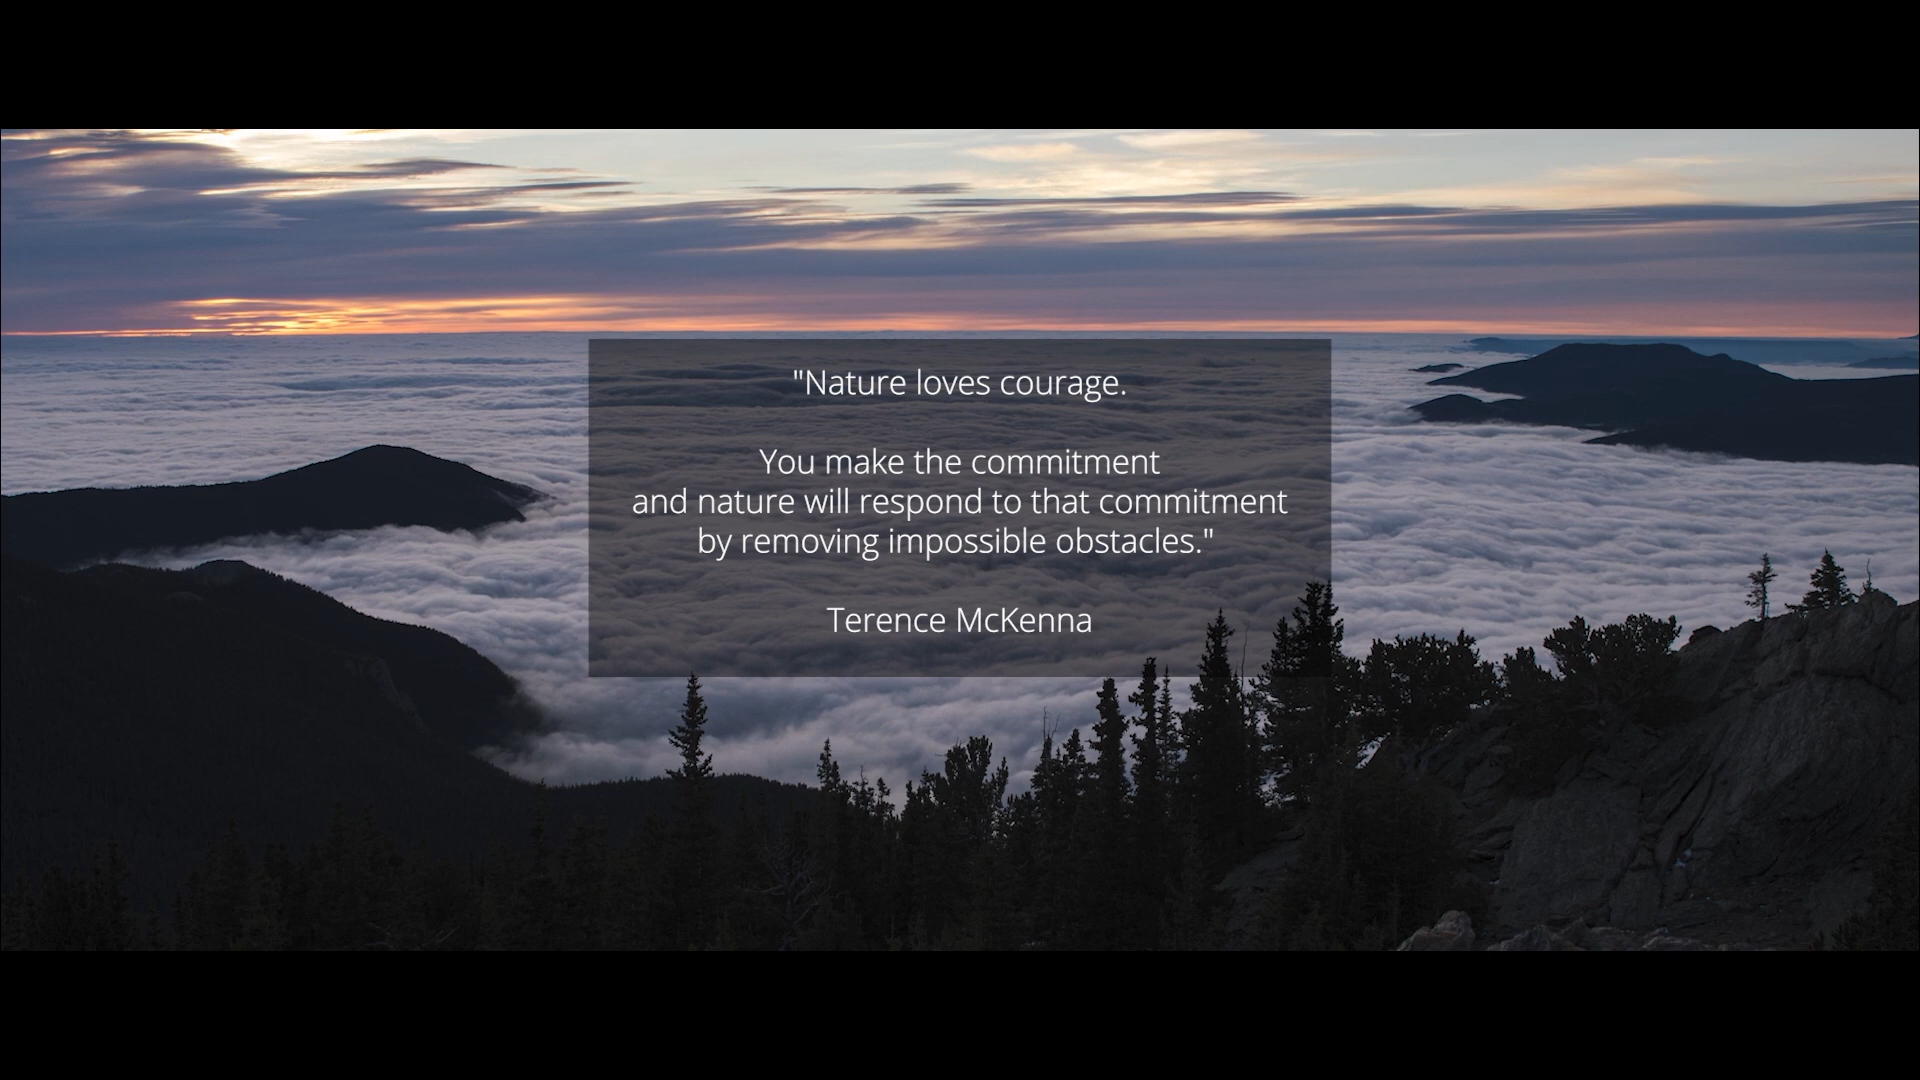 "Nature loves courage.
You make the commitment
and nature will respond to that commitment
by removing impossible obstacles."
Terence McKenna